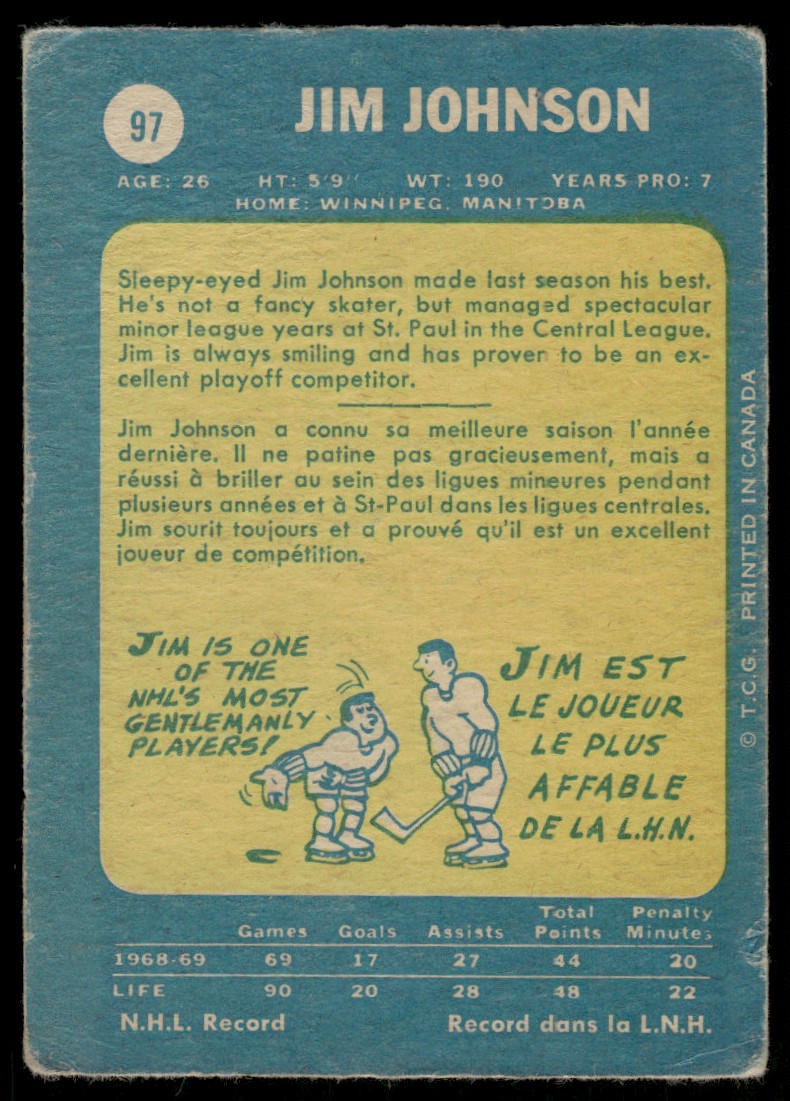 97
JIM JOHNSON
AGE: 26 HT: 5'9" WT: 190 YEARS PRO: 7
HOME: WINNIPEG, MANITOBA
Sleepy-eyed Jim Johnson made last season his best.
He's not a fancy skater, but managed spectacular
minor league years at St. Paul in the Central League.
Jim is always smiling and has proven to be an ex-
cellent playoff competitor.
Jim Johnson a connu sa meilleure saison l'année
dernière. Il ne patine pas gracieusement, mais a
réussi à briller au sein des ligues mineures pendant
plusieurs années et à St-Paul dans les ligues centrales.
Jim sourit toujours et a prouvé qu'il est un excellent
joueur de compétition.
JIM IS ONE
OF THE
NHL'S MOST
GENTLEMANLY
PLAYERS!
JIM EST
LE JOUEUR
LE PLUS
AFFABLE
DE LA L.H.N.
Games Goals Assists Total Points Penalty Minutes
1968-69 69 17 27 44 20
LIFE 90 20 28 48 22
N.H.L. Record Record dans la L.N.H.
© T.C.G. PRINTED IN CANADA